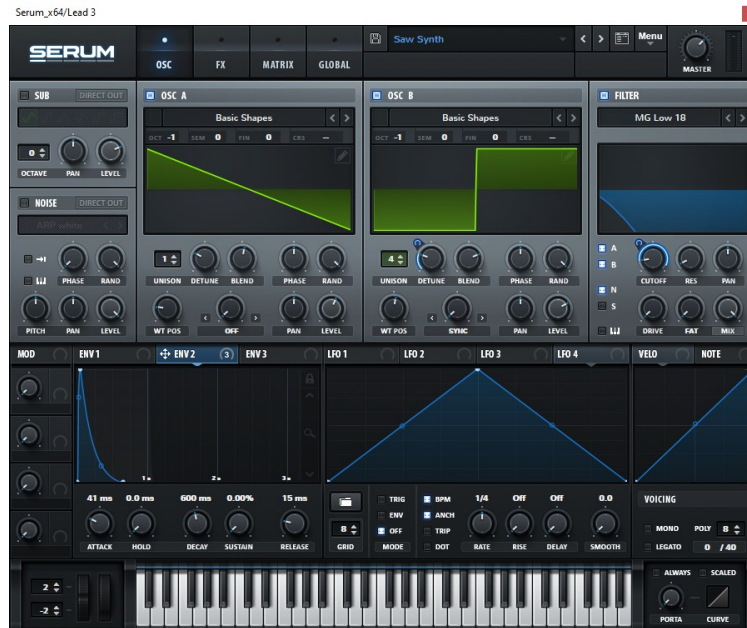 Serum_x64/Lead 3
SERUM
OSC FX MATRIX GLOBAL
Saw Synth
Menu
MASTER
SUB DIRECT OUT
OSC A
OSC B
FILTER
Basic Shapes
Basic Shapes
MG Low 18
OCT -1 SEM 0 FIN 0 CRS --
OCT -1 SEM 0 FIN 0 CRS --
0
OCTAVE PAN LEVEL
NOISE DIRECT OUT
ARP white
PHASE RAND
PITCH PAN LEVEL
1
UNISON DETUNE BLEND PHASE RAND
WT POS OFF PAN LEVEL
4
UNISON DETUNE BLEND PHASE RAND
WT POS SYNC PAN LEVEL
A
B
N
S
CUTOFF RES PAN
DRIVE FAT MIX
MOD ENV 1 ENV 2 3 ENV 3 LFO 1 LFO 2 LFO 3 LFO 4 VELO NOTE
1s 2s 3s
41 ms 0.0 ms 600 ms 0.00% 15 ms
ATTACK HOLD DECAY SUSTAIN RELEASE
8
GRID
TRIG
ENV
OFF
MODE
BPM
ANCH
TRIP
DOT
1/4 Off Off 0.0
RATE RISE DELAY SMOOTH
VOICING
MONO POLY 8
LEGATO 0 /40
ALWAYS SCALED
PORTA CURVE
2
-2